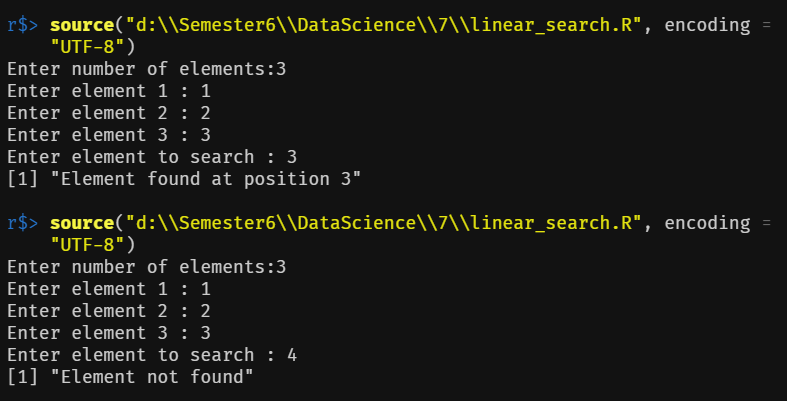 r$> source("d:\\Semester6\\DataScience\\7\\linear_search.R", encoding =
"UTF-8")
Enter number of elements:3
Enter element 1 : 1
Enter element 2 : 2
Enter element 3 : 3
Enter element to search : 3
[1] "Element found at position 3"
r$> source("d:\\Semester6\\DataScience\\7\\linear_search.R", encoding =
"UTF-8")
Enter number of elements:3
Enter element 1 : 1
Enter element 2 : 2
Enter element 3 : 3
Enter element to search : 4
[1] "Element not found"